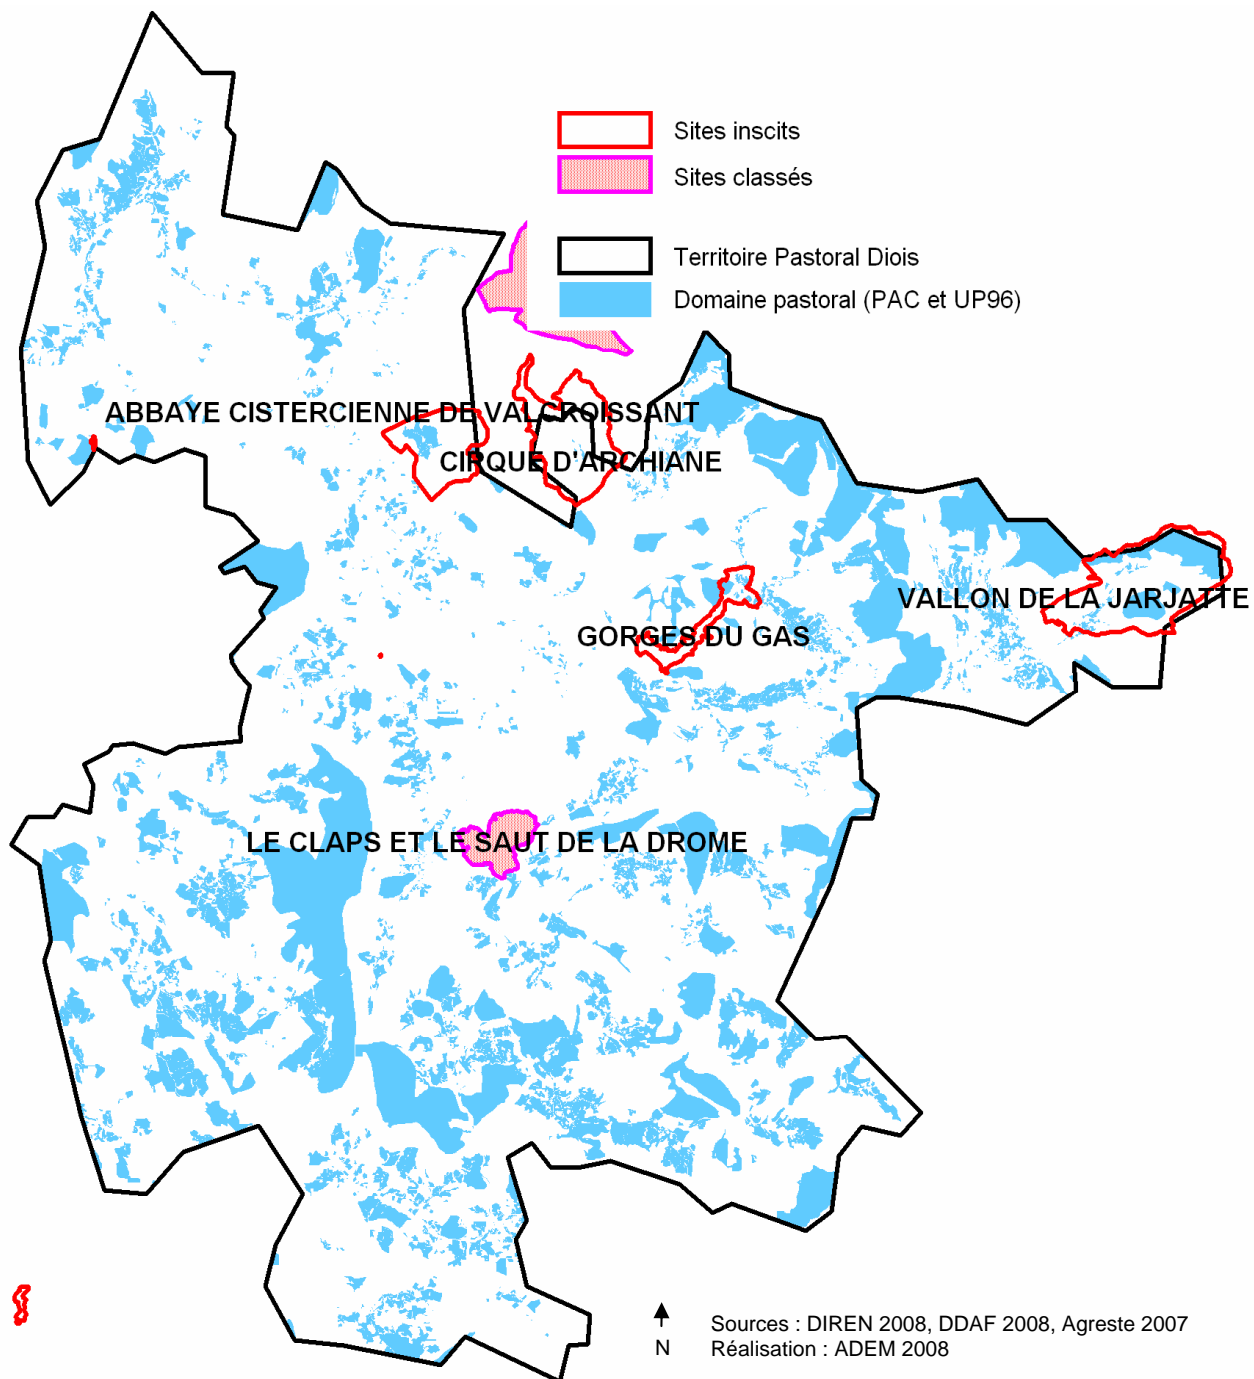 Sites inscits
Sites classés
Territoire Pastoral Diois
Domaine pastoral (PAC et UP96)
ABBAYE CISTERCIENNE DE VALCROISSANT
CIRQUE D'ARCHIANE
VALLON DE LA JARJATTE
GORGES DU GAS
LE CLAPS ET LE SAUT DE LA DROME
Sources : DIREN 2008, DDAF 2008, Agreste 2007
N Réalisation : ADEM 2008